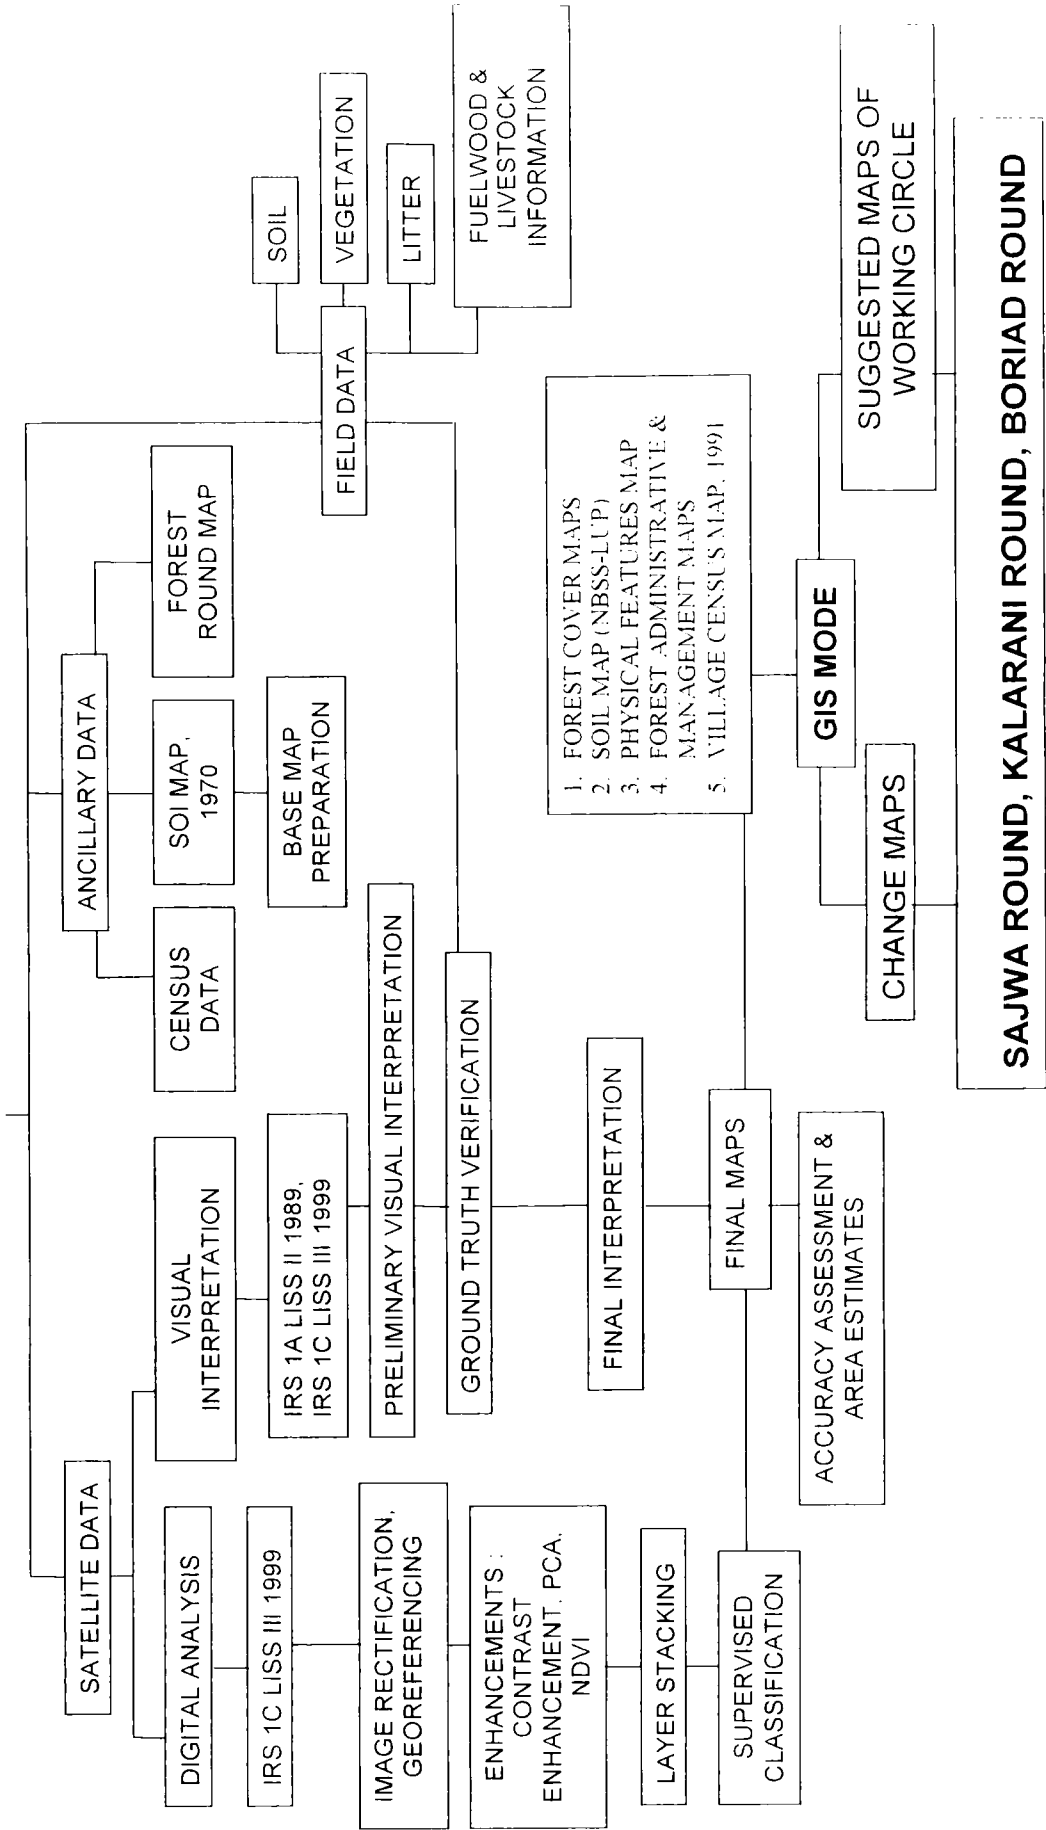 SATELLITE DATA
DIGITAL ANALYSIS
IRS 1C LISS III 1999
IMAGE RECTIFICATION,
GEOREFERENCING
ENHANCEMENTS :
CONTRAST
ENHANCEMENT, PCA,
NDVI
LAYER STACKING
SUPERVISED
CLASSIFICATION
VISUAL
INTERPRETATION
IRS 1A LISS II 1989,
IRS 1C LISS III 1999
PRELIMINARY VISUAL INTERPRETATION
GROUND TRUTH VERIFICATION
FINAL INTERPRETATION
FINAL MAPS
ACCURACY ASSESSMENT &
AREA ESTIMATES
ANCILLARY DATA
CENSUS
DATA
SOI MAP,
1970
BASE MAP
PREPARATION
FOREST
ROUND MAP
FIELD DATA
SOIL
VEGETATION
LITTER
FUELWOOD &
LIVESTOCK
INFORMATION
1. FOREST COVER MAPS
2. SOIL MAP (NBSS-LUP)
3. PHYSICAL FEATURES MAP
4. FOREST ADMINISTRATIVE &
MANAGEMENT MAPS
5. VILLAGE CENSUS MAP, 1991
GIS MODE
CHANGE MAPS
SUGGESTED MAPS OF
WORKING CIRCLE
SAJWA ROUND, KALARANI ROUND, BORIAD ROUND